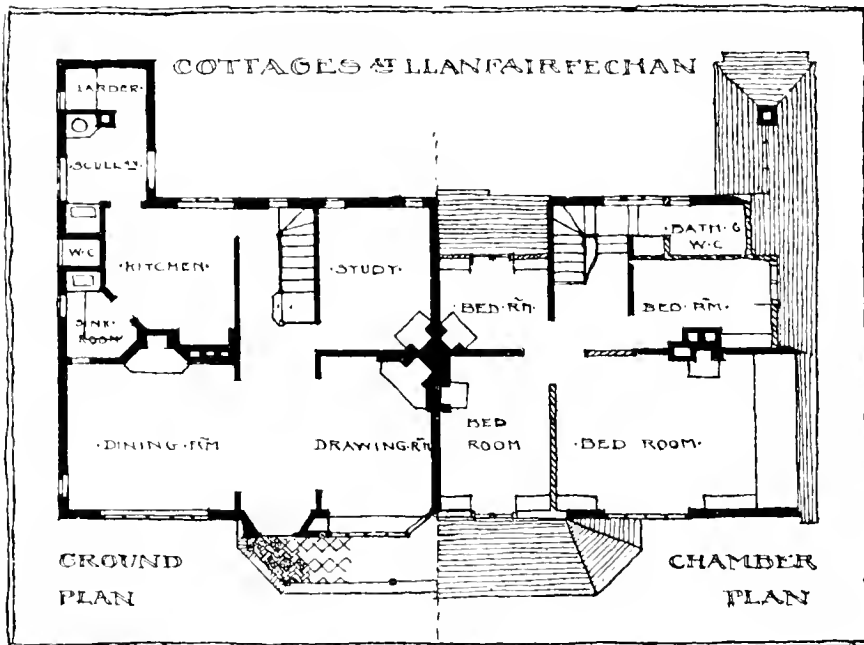 COTTAGES AT LLANFAIRFECHAN
·LARDER·
·SCULLRY·
W·C
·KITCHEN·
·SINK·
ROOM
·STUDY·
·DINING·RM
DRAWING·RM
·BED·RM·
·BATH·&
W·C
·BED·RM·
BED
ROOM
·BED ROOM·
GROUND
PLAN
CHAMBER
PLAN